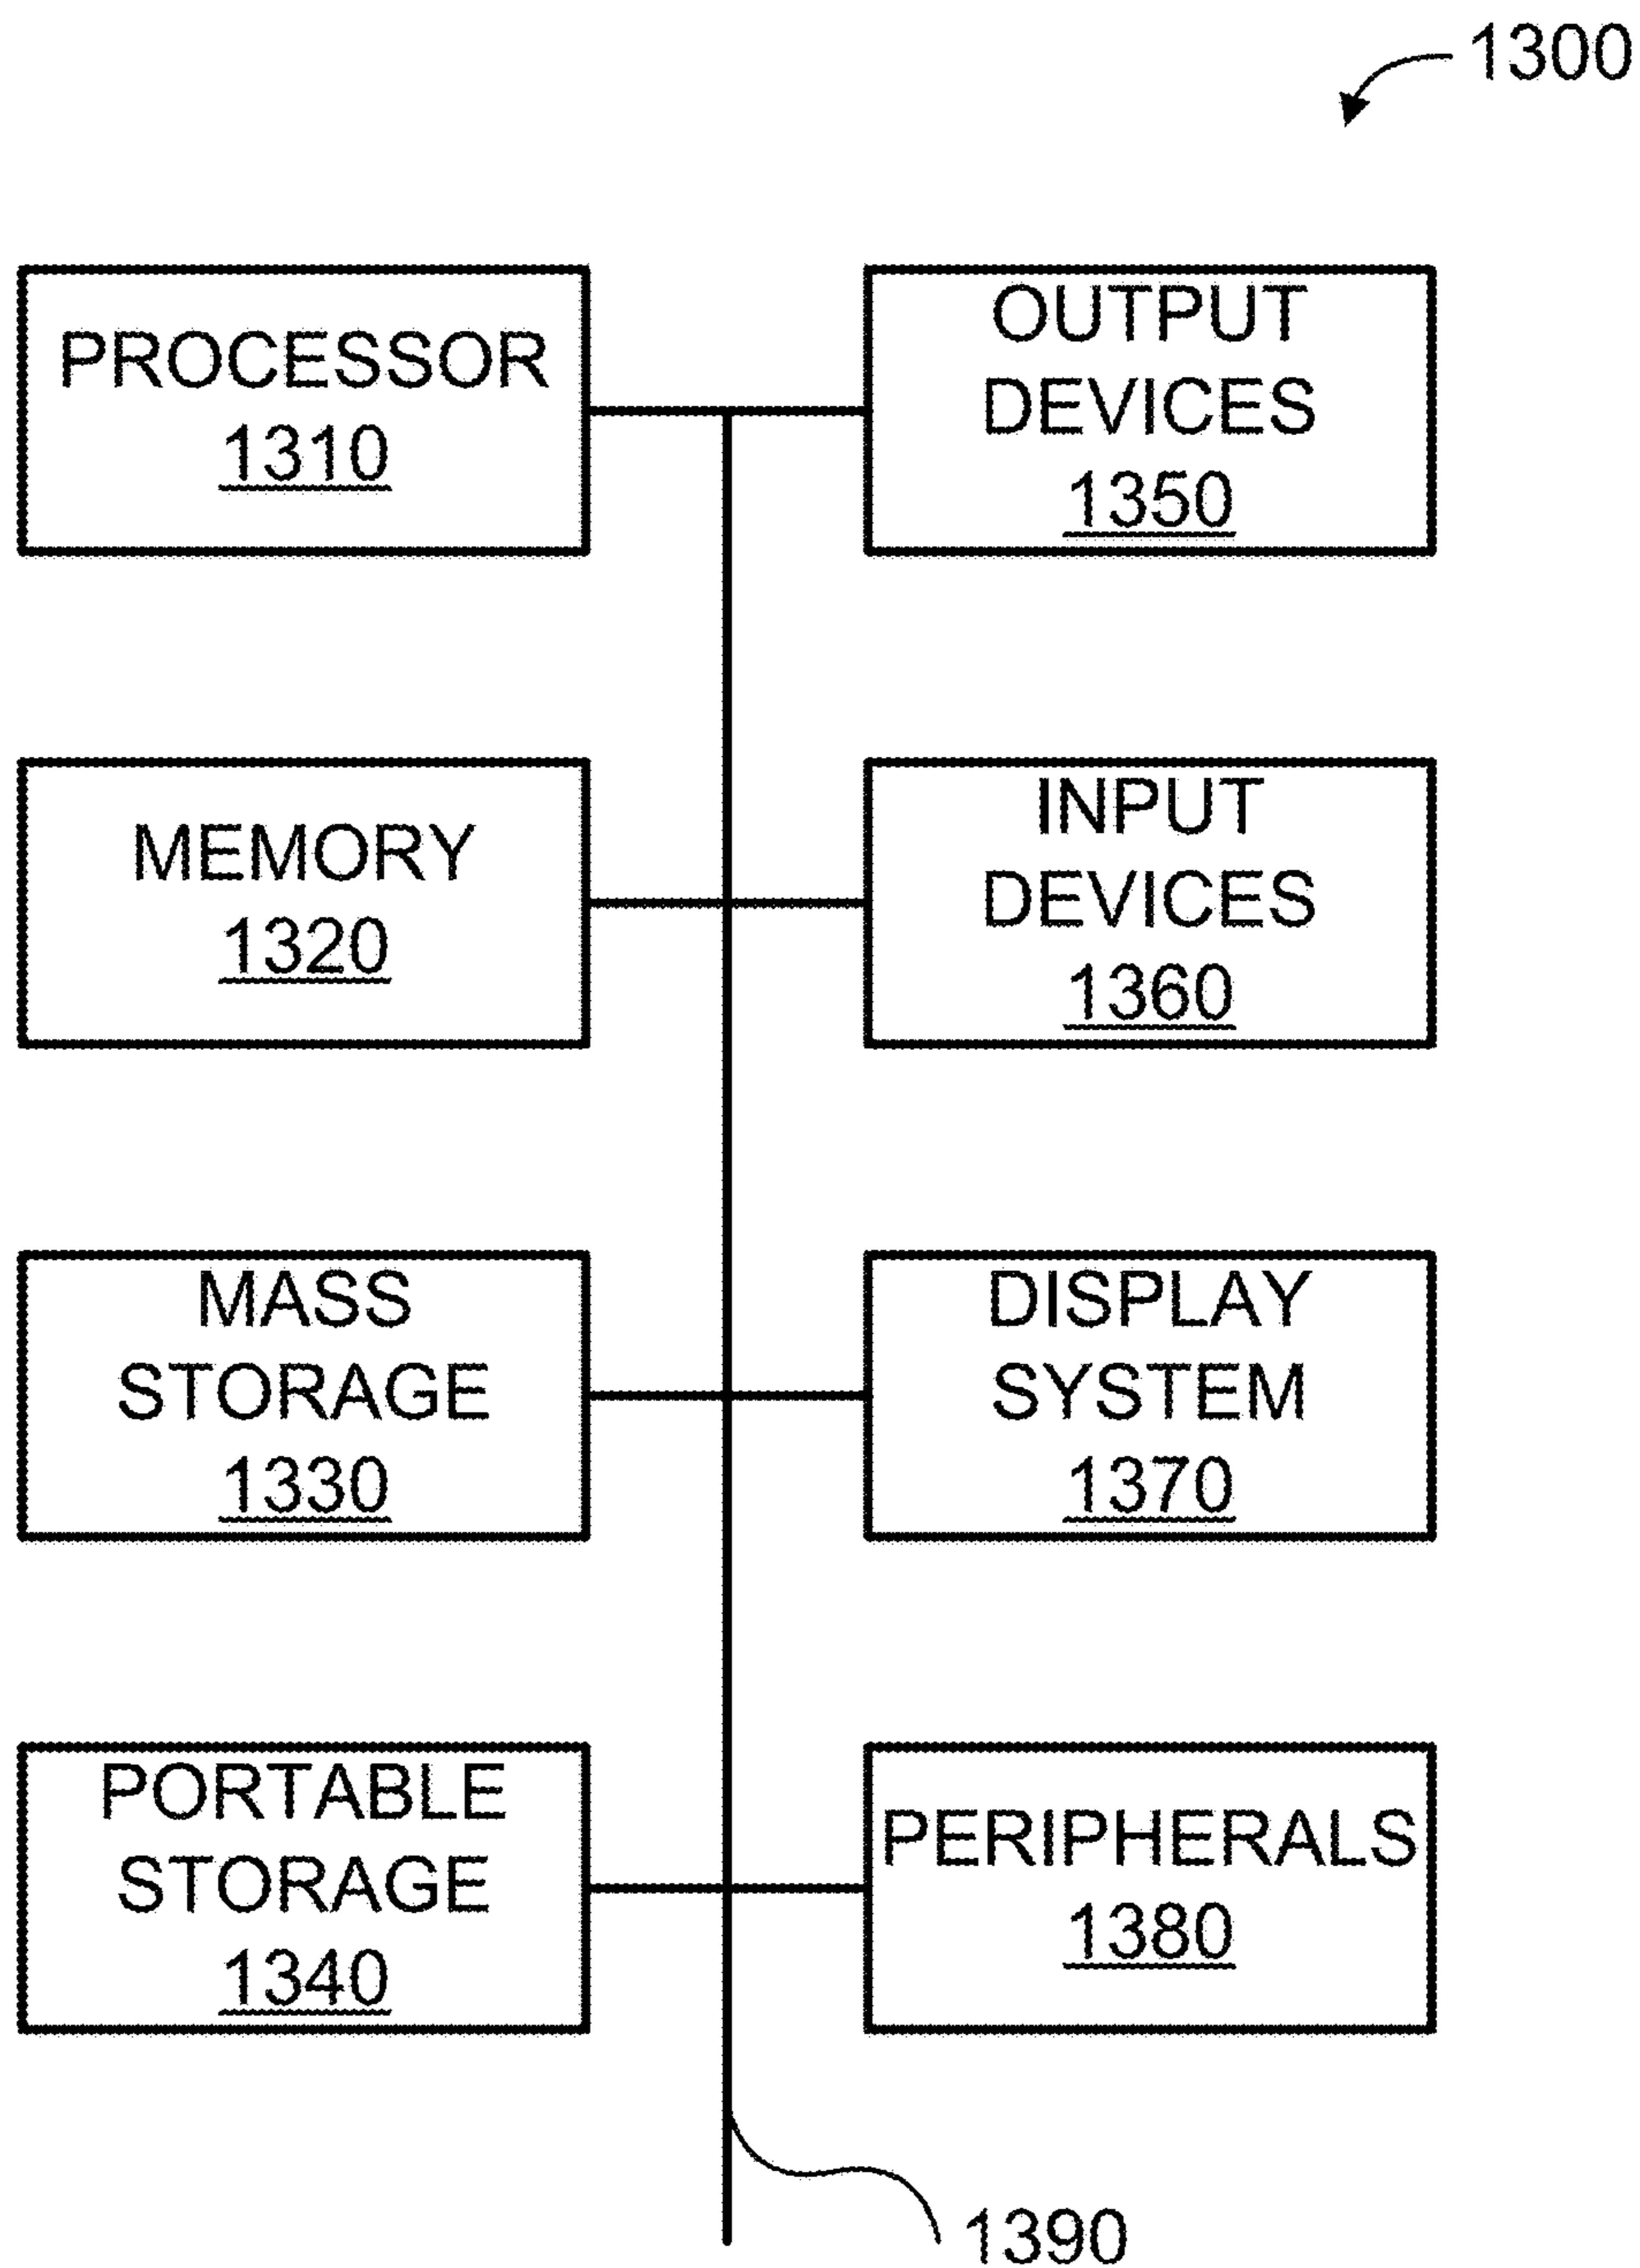 1300
PROCESSOR
1310
OUTPUT
DEVICES
1350
MEMORY
1320
INPUT
DEVICES
1360
MASS
STORAGE
1330
DISPLAY
SYSTEM
1370
PORTABLE
STORAGE
1340
PERIPHERALS
1380
1390